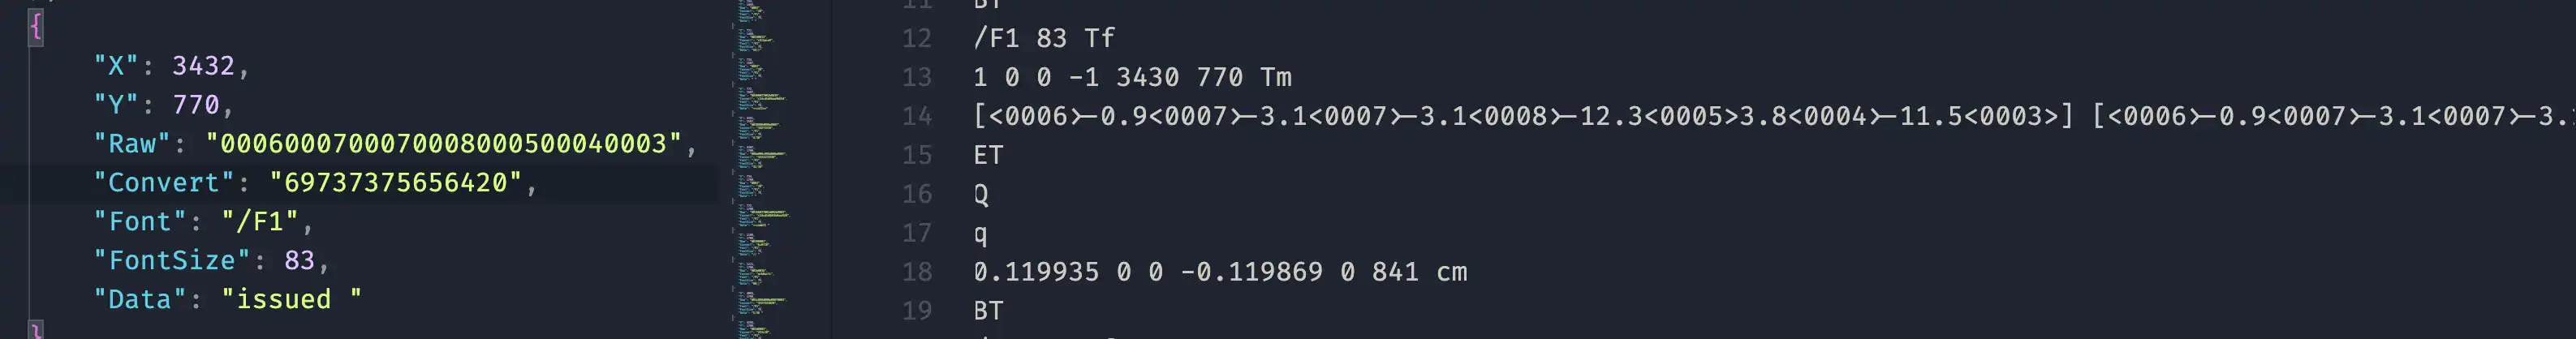 {
"X": 3432,
"Y": 770,
"Raw": "0006000700070008000500040003",
"Convert": "69737375656420",
"Font": "/F1",
"FontSize": 83,
"Data": "issued "
}
11 BT
12 /F1 83 Tf
13 1 0 0 -1 3430 770 Tm
14 [<0006>-0.9<0007>-3.1<0007>-3.1<0008>-12.3<0005>3.8<0004>-11.5<0003>] [<0006>-0.9<0007>-3.1<0007>-3.
15 ET
16 Q
17 q
18 0.119935 0 0 -0.119869 0 841 cm
19 BT